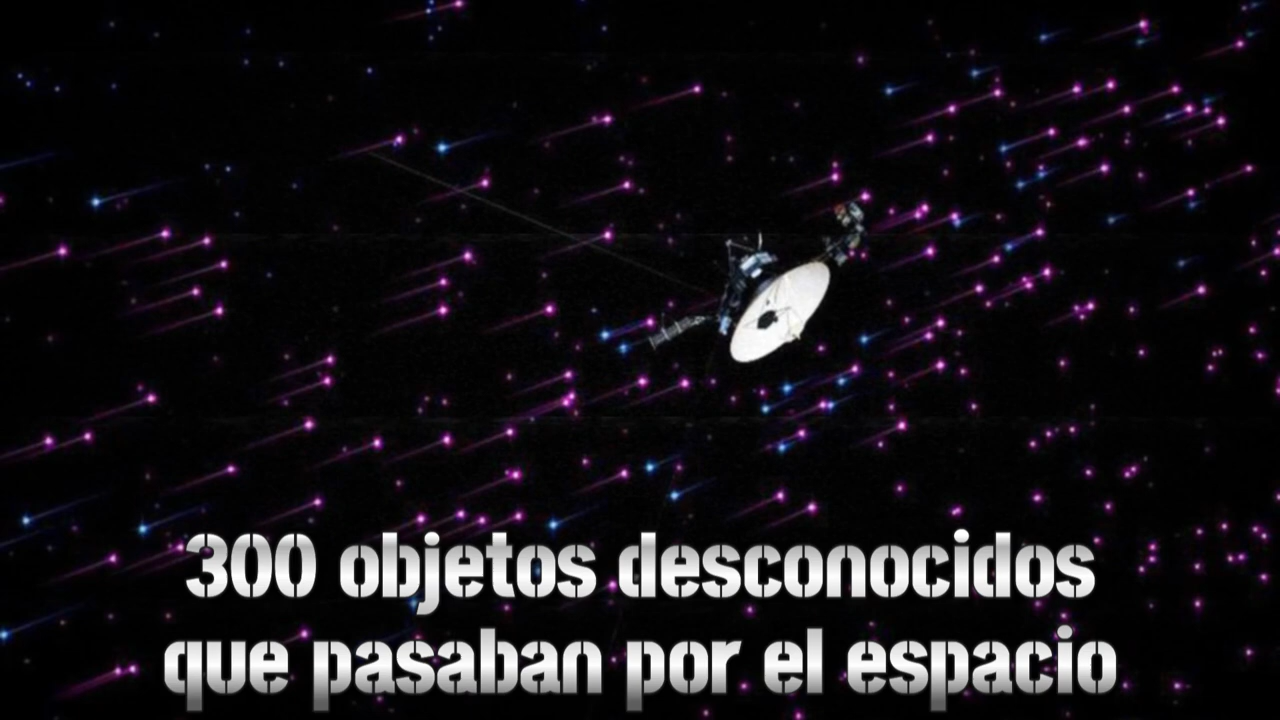 300 objetos desconocidos
que pasaban por el espacio